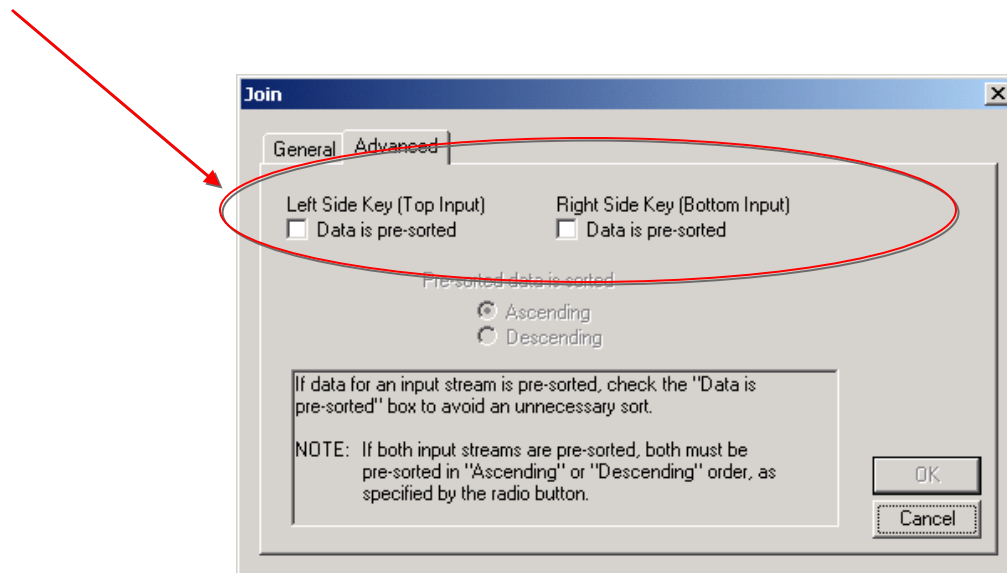 Join
General Advanced
Left Side Key (Top Input) Right Side Key (Bottom Input)
Data is pre-sorted Data is pre-sorted
Pre-sorted data is sorted
Ascending
Descending
If data for an input stream is pre-sorted, check the "Data is
pre-sorted" box to avoid an unnecessary sort.
NOTE: If both input streams are pre-sorted, both must be
pre-sorted in "Ascending" or "Descending" order, as
specified by the radio button.
OK
Cancel